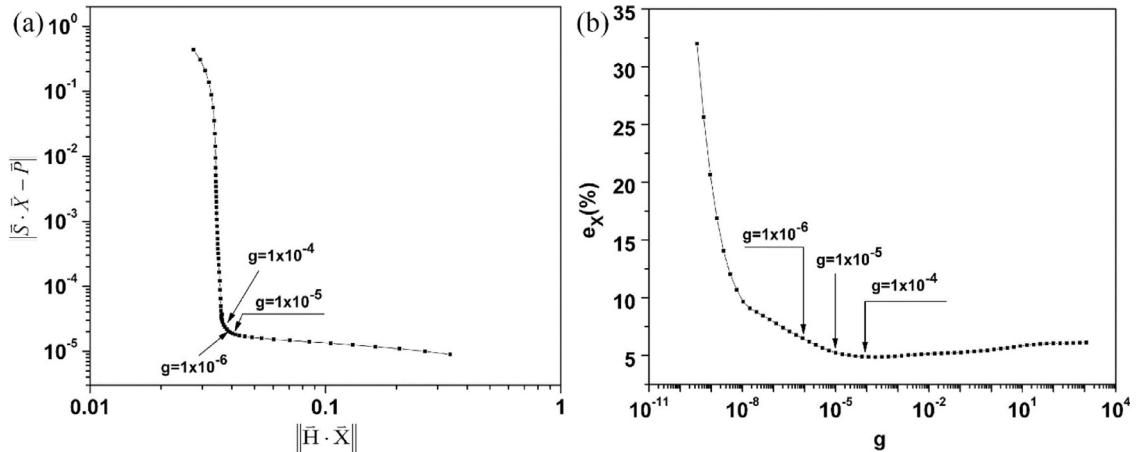 (a)
10^0
10^-1
10^-2
10^-3
10^-4
10^-5
‖S̄ · X̄ − P̄‖
g=1x10^-4
g=1x10^-5
g=1x10^-6
0.01 0.1 1
‖H̄ · X̄‖
(b)
35
30
25
20
15
10
5
e_X(%)
g=1x10^-6
g=1x10^-5
g=1x10^-4
10^-11 10^-8 10^-5 10^-2 10^1 10^4
g